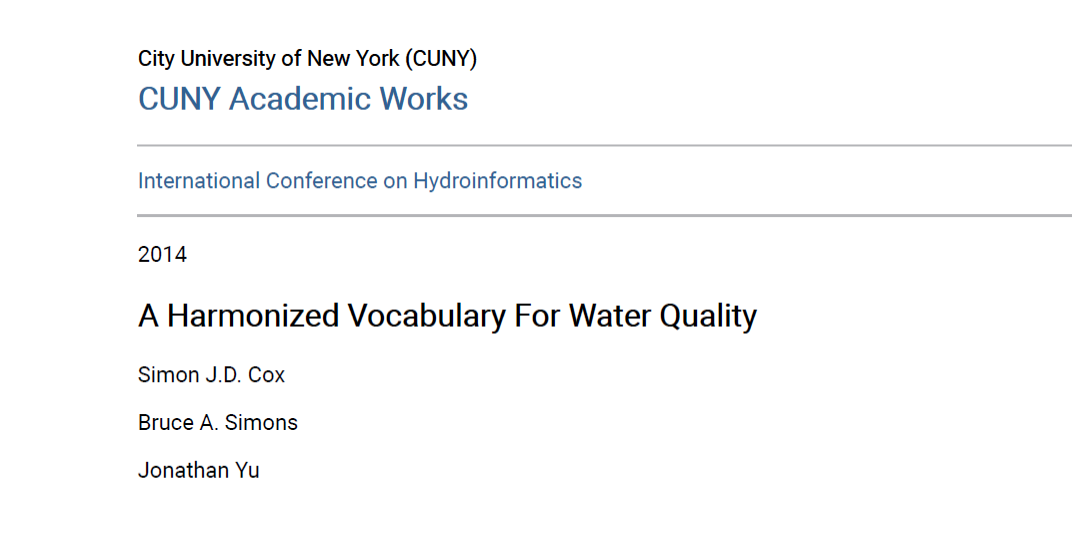 City University of New York (CUNY)
CUNY Academic Works
International Conference on Hydroinformatics
2014
A Harmonized Vocabulary For Water Quality
Simon J.D. Cox
Bruce A. Simons
Jonathan Yu